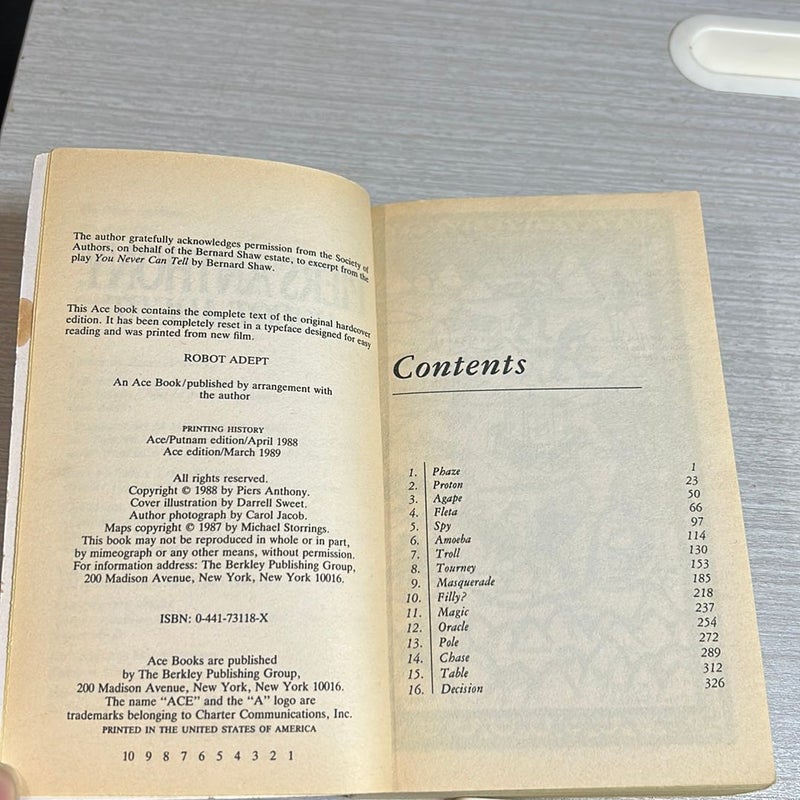 The author gratefully acknowledges permission from the Society of
Authors, on behalf of the Bernard Shaw estate, to excerpt from the
play You Never Can Tell by Bernard Shaw.
This Ace book contains the complete text of the original hardcover
edition. It has been completely reset in a typeface designed for easy
reading and was printed from new film.
ROBOT ADEPT
An Ace Book/published by arrangement with
the author
PRINTING HISTORY
Ace/Putnam edition/April 1988
Ace edition/March 1989
All rights reserved.
Copyright © 1988 by Piers Anthony.
Cover illustration by Darrell Sweet.
Author photograph by Carol Jacob.
Maps copyright © 1987 by Michael Storrings.
This book may not be reproduced in whole or in part,
by mimeograph or any other means, without permission.
For information address: The Berkley Publishing Group,
200 Madison Avenue, New York, New York 10016.
ISBN: 0-441-73118-X
Ace Books are published
by The Berkley Publishing Group,
200 Madison Avenue, New York, New York 10016.
The name "ACE" and the "A" logo are
trademarks belonging to Charter Communications, Inc.
PRINTED IN THE UNITED STATES OF AMERICA
10 9 8 7 6 5 4 3 2 1
Contents
1. Phaze 1
2. Proton 23
3. Agape 50
4. Fleta 66
5. Spy 97
6. Amoeba 114
7. Troll 130
8. Tourney 153
9. Masquerade 185
10. Filly? 218
11. Magic 237
12. Oracle 254
13. Pole 272
14. Chase 289
15. Table 312
16. Decision 326